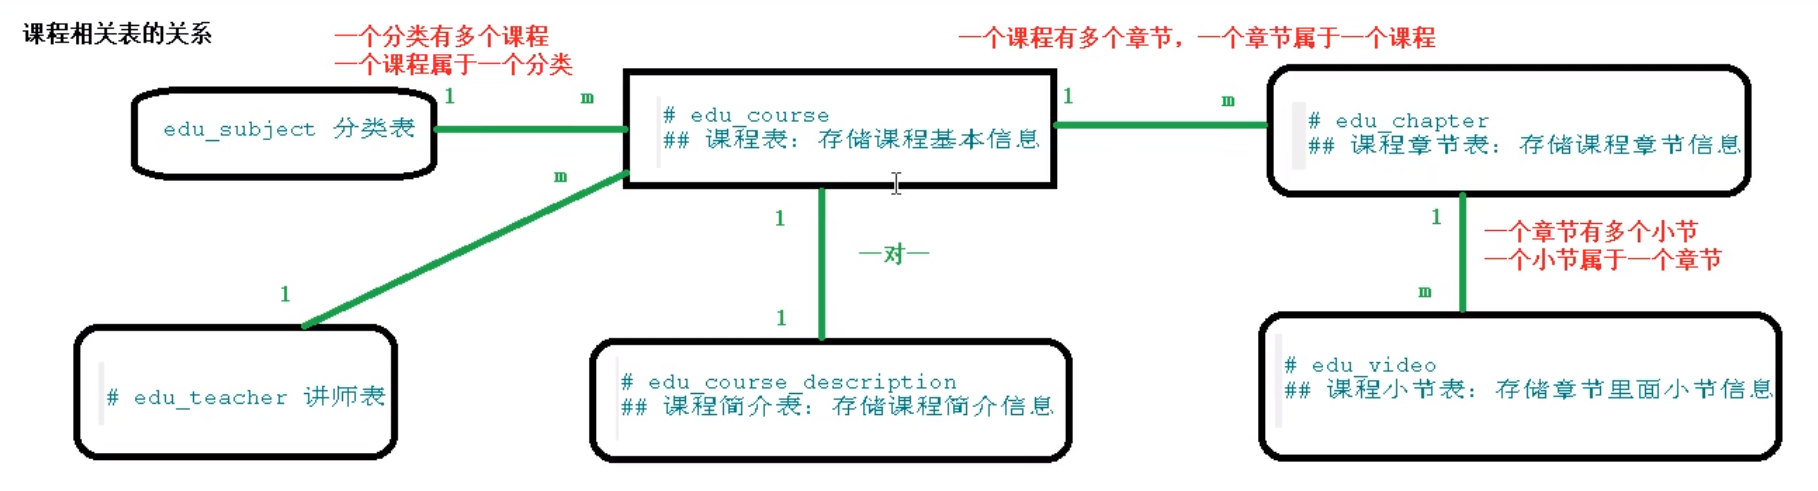 课程相关表的关系
一个分类有多个课程
一个课程属于一个分类
一个课程有多个章节，一个章节属于一个课程
1
m
1
m
edu_subject 分类表
# edu_course
## 课程表：存储课程基本信息
# edu_chapter
## 课程章节表：存储课程章节信息
m
1
1
一对一
1
1
一个章节有多个小节
一个小节属于一个章节
m
# edu_teacher 讲师表
# edu_course_description
## 课程简介表：存储课程简介信息
# edu_video
## 课程小节表：存储章节里面小节信息